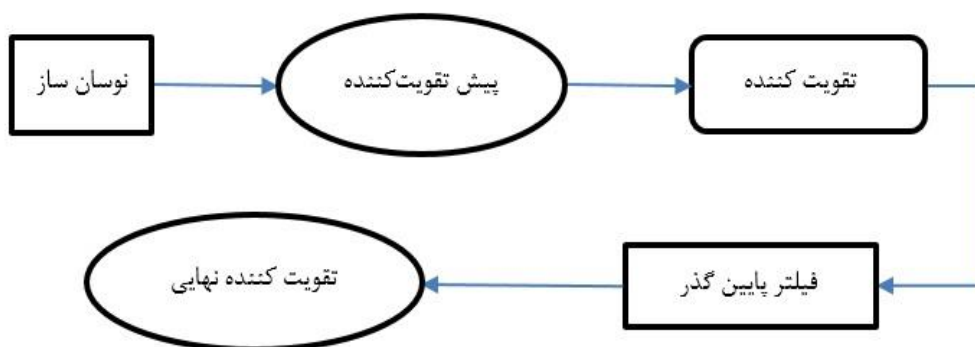 نوسان ساز
پیش تقویت‌کننده
تقویت کننده
فیلتر پایین گذر
تقویت کننده نهایی